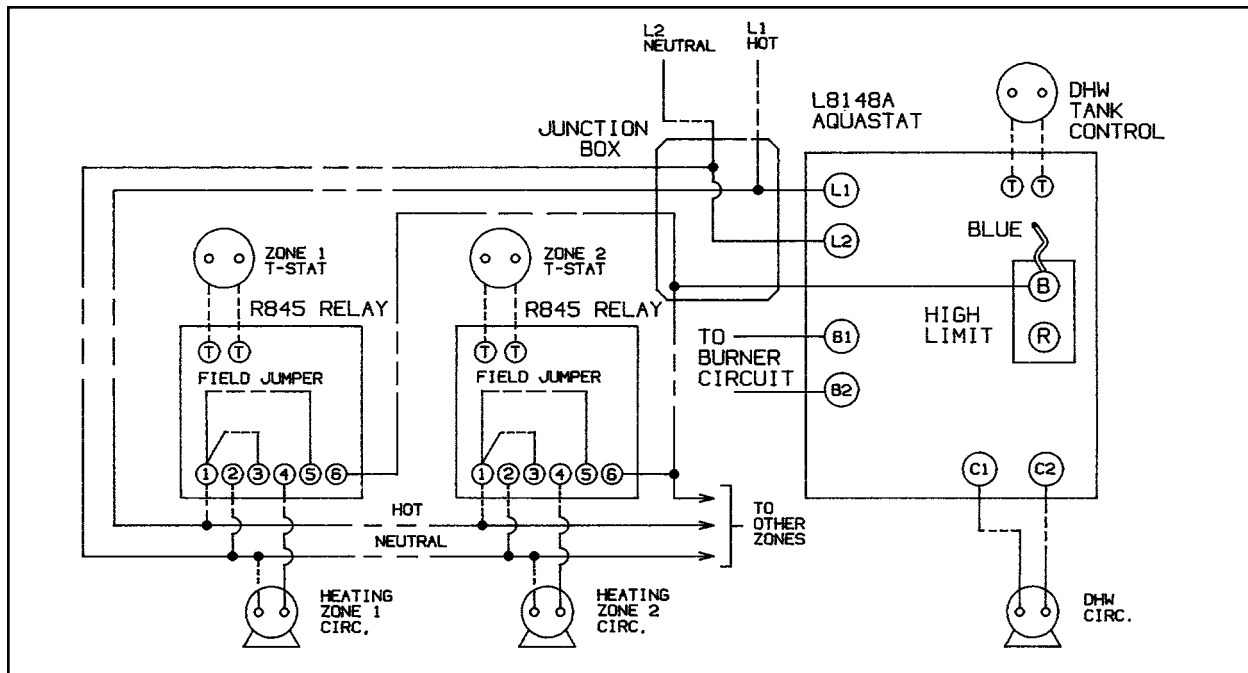 L2
NEUTRAL
L1
HOT
JUNCTION
BOX
L8148A
AQUASTAT
DHW
TANK
CONTROL
L1
T T
L2
BLUE
B
HIGH
LIMIT
R
TO
BURNER
CIRCUIT
B1
B2
C1 C2
ZONE 1
T-STAT
R845 RELAY
T T
FIELD JUMPER
1 2 3 4 5 6
ZONE 2
T-STAT
R845 RELAY
T T
FIELD JUMPER
1 2 3 4 5 6
HOT
NEUTRAL
TO
OTHER
ZONES
HEATING
ZONE 1
CIRC.
HEATING
ZONE 2
CIRC.
DHW
CIRC.